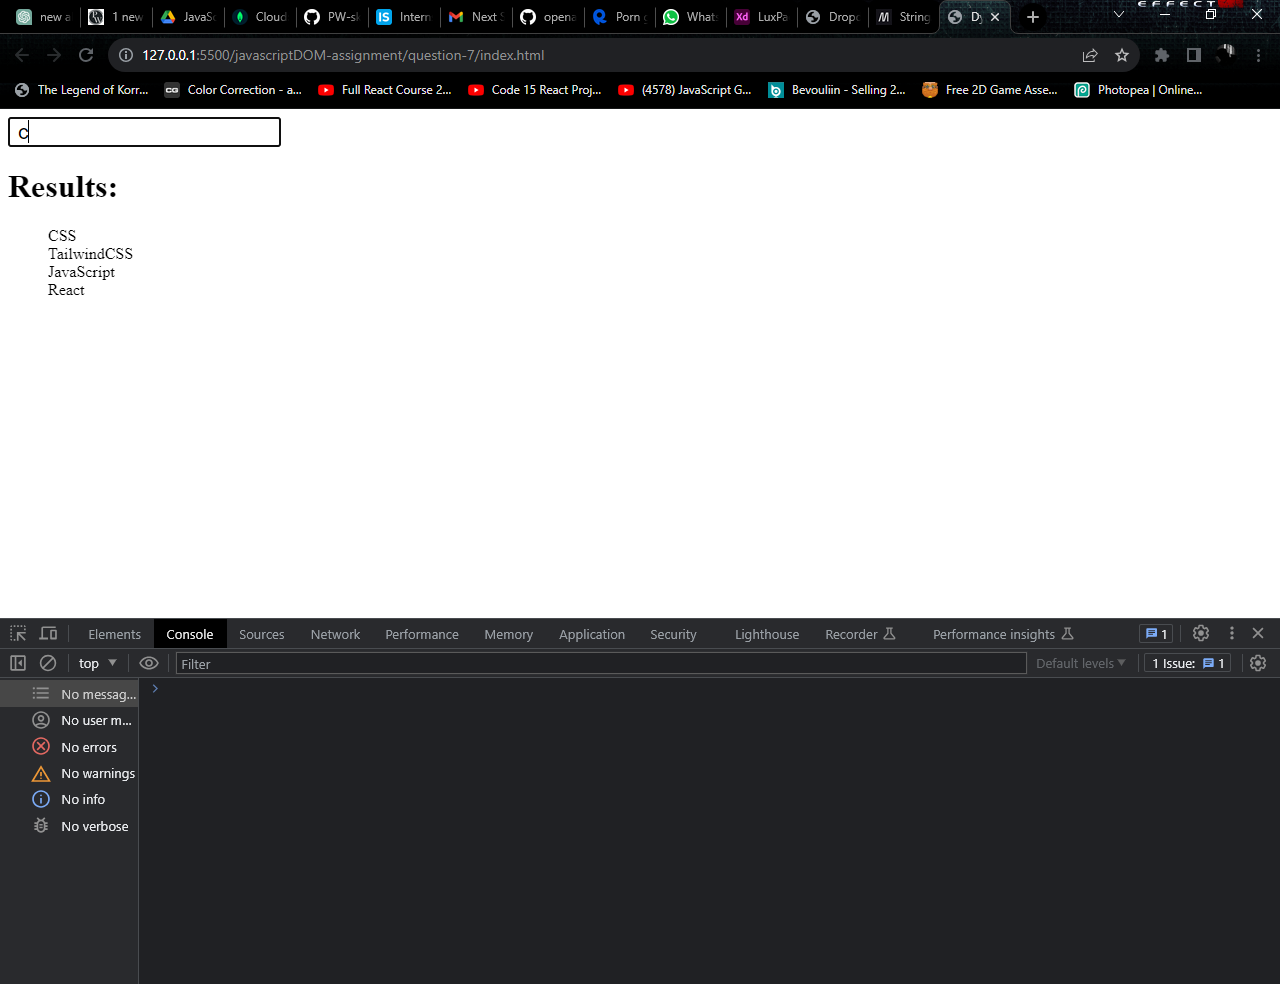 EFFECT
new a
1 new
JavaSc
Cloud
PW-sk
Intern
Next S
opena
Porn c
Whats
LuxPa
Dropc
String
Dy
127.0.0.1:5500/javascriptDOM-assignment/question-7/index.html
The Legend of Korr...
Color Correction - a...
Full React Course 2...
Code 15 React Proj...
(4578) JavaScript G...
Bevouliin - Selling 2...
Free 2D Game Asse...
Photopea | Online...
c
Results:
CSS
TailwindCSS
JavaScript
React
Elements
Console
Sources
Network
Performance
Memory
Application
Security
Lighthouse
Recorder
Performance insights
1
top
Filter
Default levels
1 Issue: 1
No messag...
No user m...
No errors
No warnings
No info
No verbose